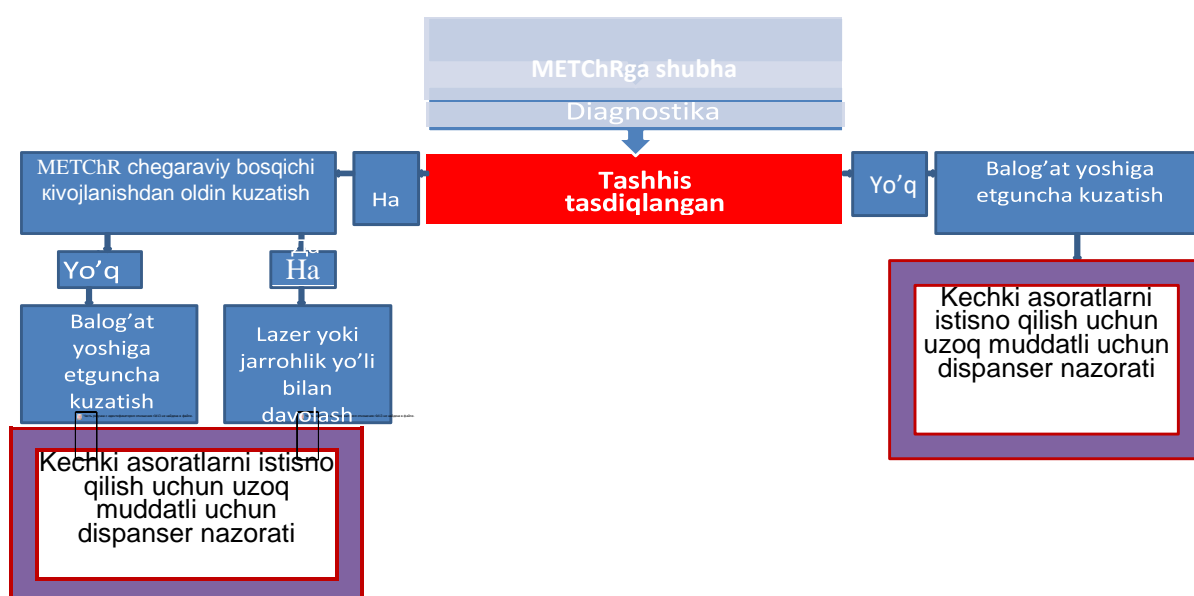 METChRga shubha
Diagnostika
METChR chegaraviy bosqichi
кivojlanishdan oldin kuzatish
Ha
Tashhis
tasdiqlangan
Yo’q
Balog’at yoshiga
etguncha kuzatish
Yo’q
Да
Ha
Balog’at
yoshiga
etguncha
kuzatish
Lazer yoki
jarrohlik yo’li
bilan
davolash
Kechki asoratlarni
istisno qilish uchun
uzoq muddatli uchun
dispanser nazorati
Kechki asoratlarni istisno
qilish uchun uzoq
muddatli uchun
dispanser nazorati